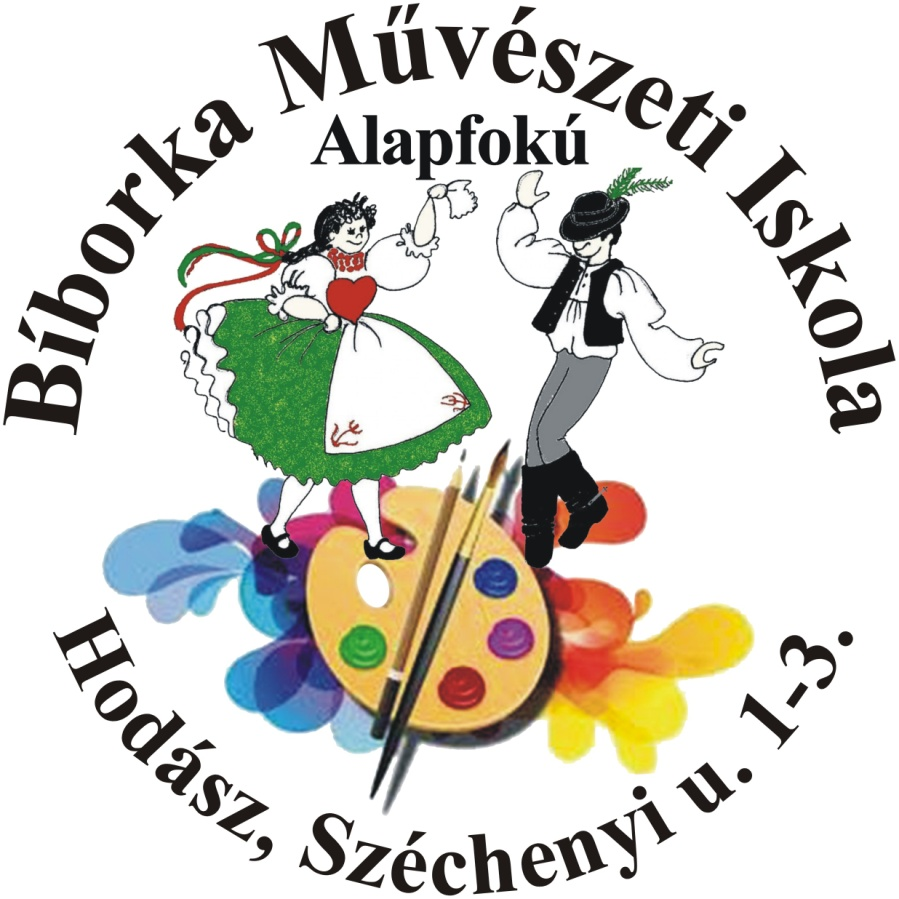 Bíborka Művészeti Iskola
Alapfokú
Hodász, Széchenyi u. 1-3.